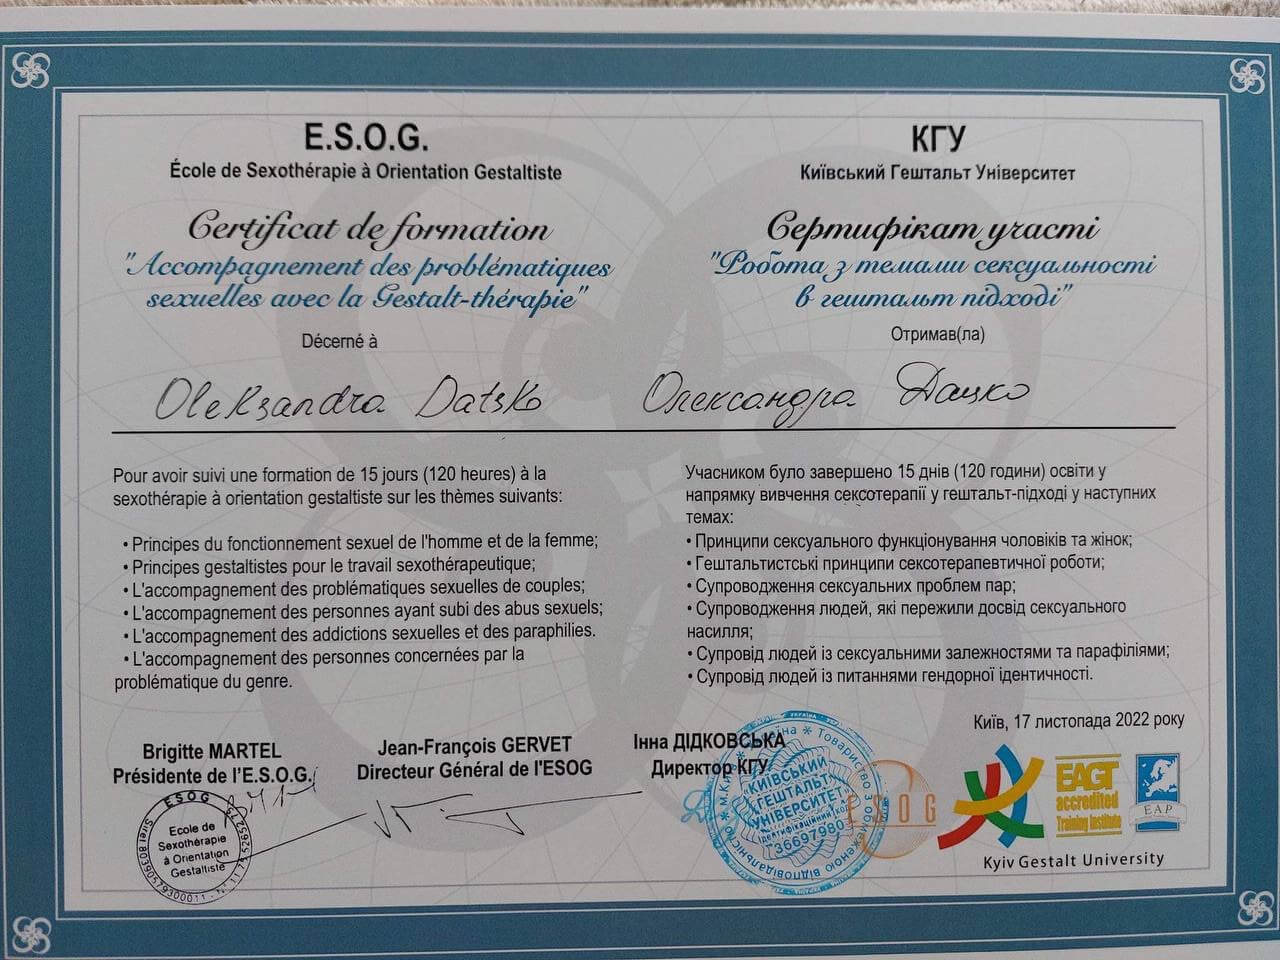 E.S.O.G.
École de Sexothérapie à Orientation Gestaltiste
Certificat de formation
"Accompagnement des problématiques
sexuelles avec la Gestalt-thérapie"
Décerné à
Oleksandra Datsko
Pour avoir suivi une formation de 15 jours (120 heures) à la
sexothérapie à orientation gestaltiste sur les thèmes suivants:
• Principes du fonctionnement sexuel de l'homme et de la femme;
• Principes gestaltistes pour le travail sexothérapeutique;
• L'accompagnement des problématiques sexuelles de couples;
• L'accompagnement des personnes ayant subi des abus sexuels;
• L'accompagnement des addictions sexuelles et des paraphilies.
• L'accompagnement des personnes concernées par la
problématique du genre.
КГУ
Київський Гештальт Університет
Сертифікат участі
"Робота з темами сексуальності
в гештальт підході"
Отримав(ла)
Олександра Дацко
Учасником було завершено 15 днів (120 години) освіти у
напрямку вивчення сексотерапії у гештальт-підході у наступних
темах:
• Принципи сексуального функціонування чоловіків та жінок;
• Гештальтистські принципи сексотерапевтичної роботи;
• Супроводження сексуальних проблем пар;
• Супроводження людей, які пережили досвід сексуального
насилля;
• Супровід людей із сексуальними залежностями та парафіліями;
• Супровід людей із питаннями гендорної ідентичності.
Київ, 17 листопада 2022 року
Brigitte MARTEL
Présidente de l'E.S.O.G.
Jean-François GERVET
Directeur Général de l'ESOG
Інна ДІДКОВСЬКА
Директор КГУ
ESOG
Ecole de
Sexothérapie
à Orientation
Gestaltiste
КИЇВСЬКИЙ
ГЕШТАЛЬТ
УНІВЕРСИТЕТ
Ідентифікаційний код
36697980
Товариство з обмеженою відповідальністю
ESOG
EAGT
accredited
Training Institute
EAP
Kyiv Gestalt University